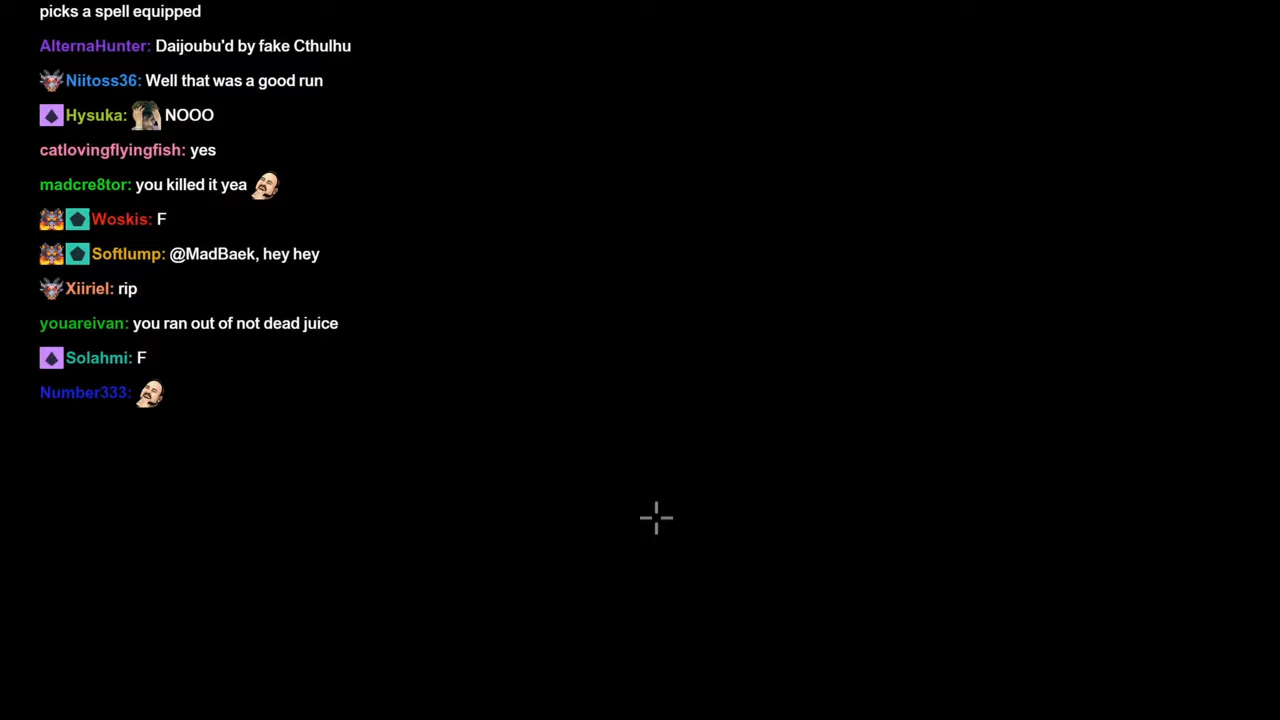 picks a spell equipped
AlternaHunter: Daijoubu'd by fake Cthulhu
Niitoss36: Well that was a good run
Hysuka: NOOO
catlovingflyingfish: yes
madcre8tor: you killed it yea
Woskis: F
Softlump: @MadBaek, hey hey
Xiiriel: rip
youareivan: you ran out of not dead juice
Solahmi: F
Number333: